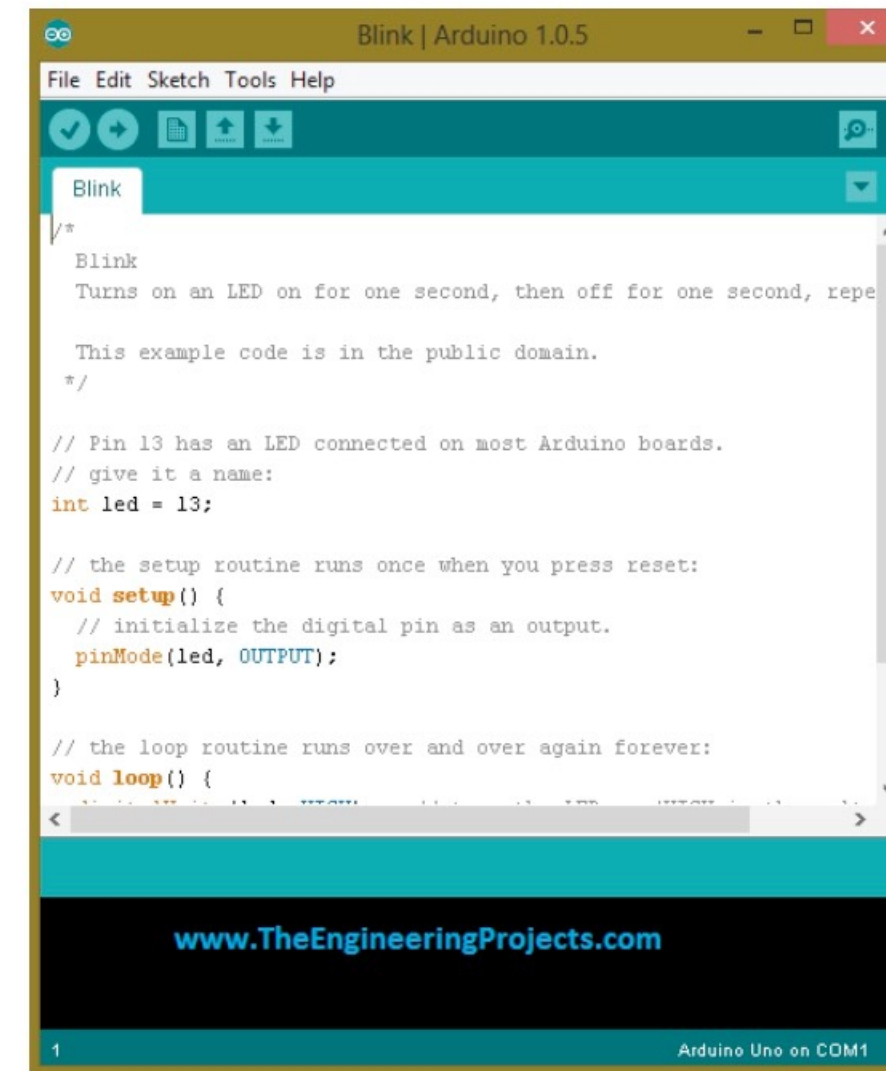 Blink | Arduino 1.0.5
File Edit Sketch Tools Help
Blink
/*
Blink
Turns on an LED on for one second, then off for one second, repe
This example code is in the public domain.
*/
// Pin 13 has an LED connected on most Arduino boards.
// give it a name:
int led = 13;
// the setup routine runs once when you press reset:
void setup() {
// initialize the digital pin as an output.
pinMode(led, OUTPUT);
}
// the loop routine runs over and over again forever:
void loop() {
www.TheEngineeringProjects.com
1 Arduino Uno on COM1